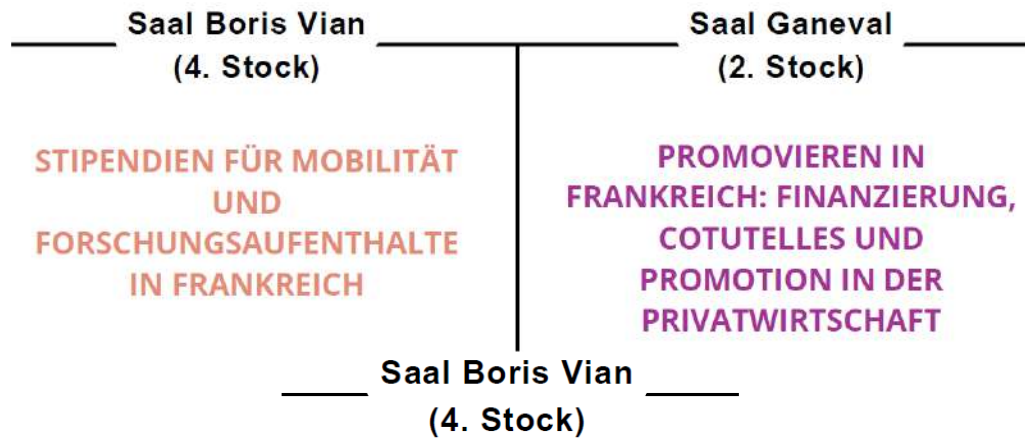 Saal Boris Vian
(4. Stock)
STIPENDIEN FÜR MOBILITÄT
UND
FORSCHUNGSAUFENTHALTE
IN FRANKREICH
Saal Ganeval
(2. Stock)
PROMOVIEREN IN
FRANKREICH: FINANZIERUNG,
COTUTELLES UND
PROMOTION IN DER
PRIVATWIRTSCHAFT
Saal Boris Vian
(4. Stock)